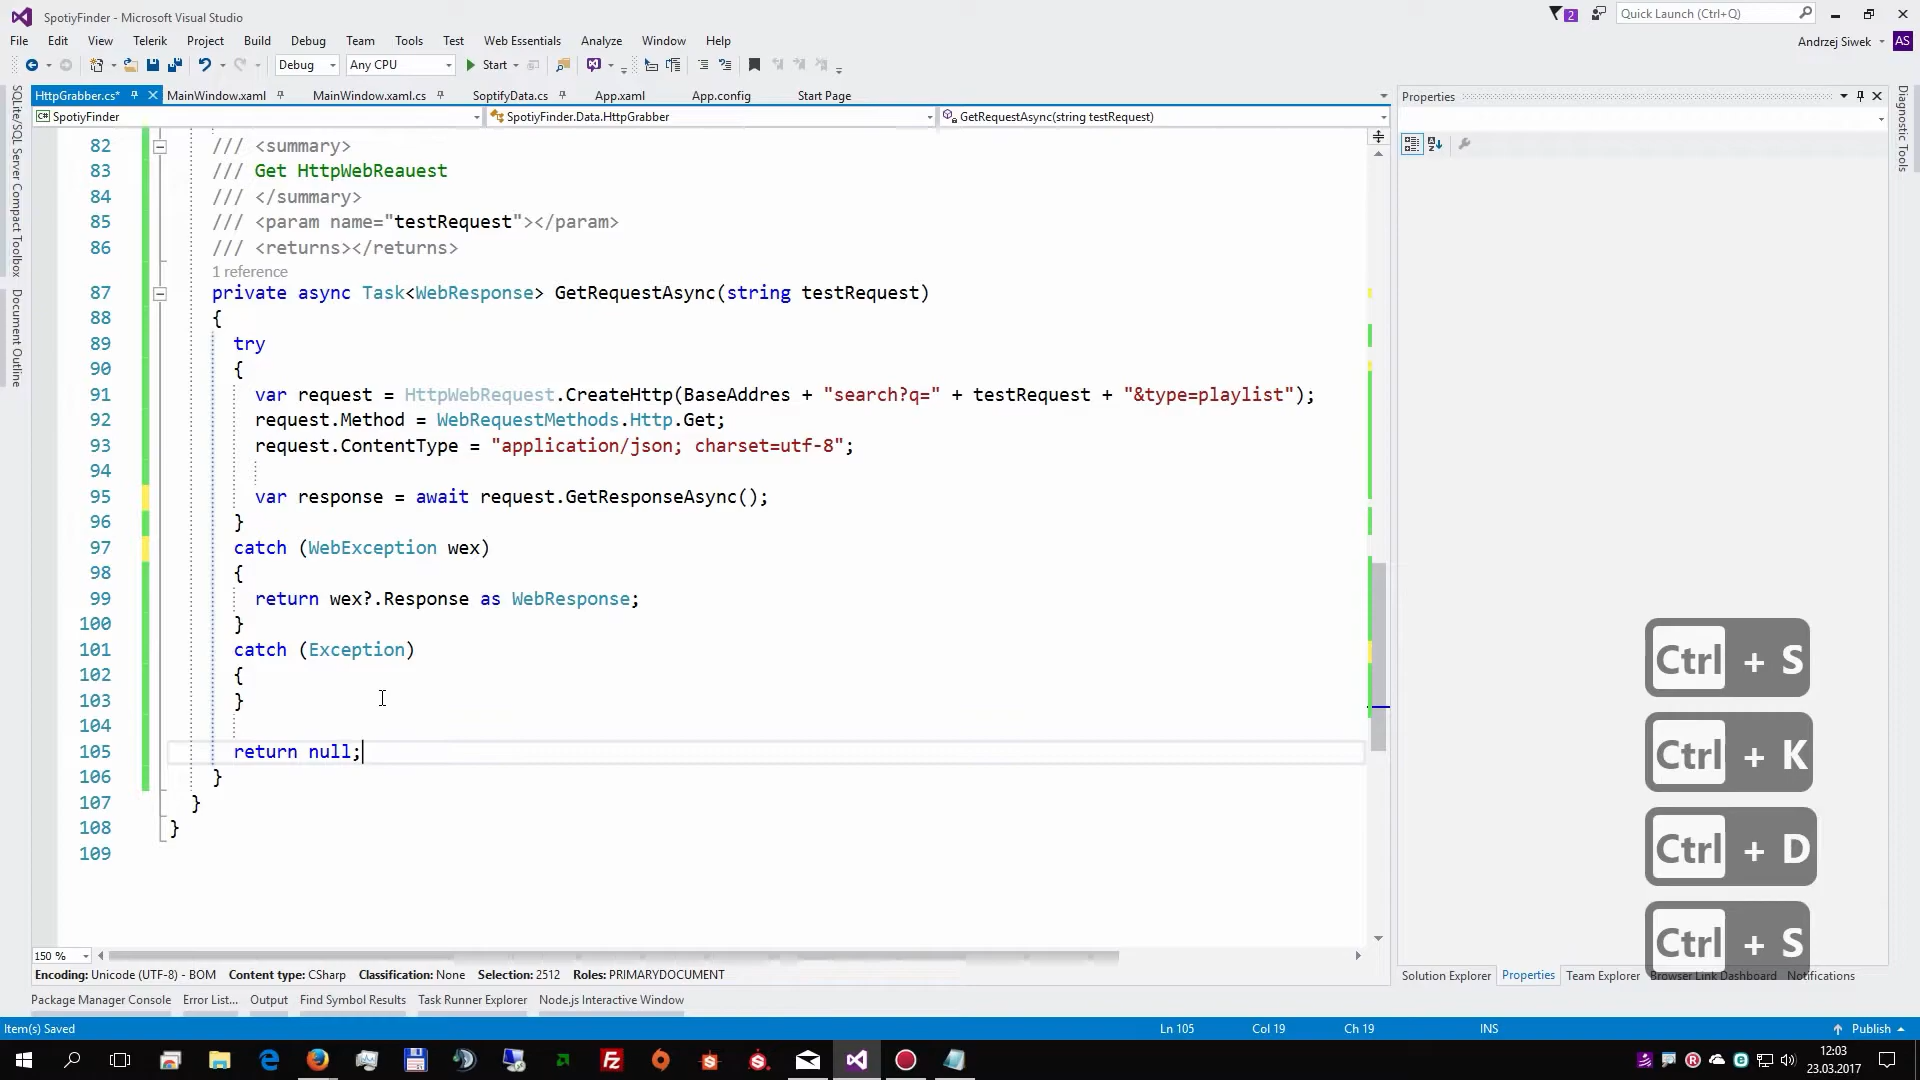 SpotiyFinder - Microsoft Visual Studio
2
Quick Launch (Ctrl+Q)
File Edit View Telerik Project Build Debug Team Tools Test Web Essentials Analyze Window Help
Andrzej Siwek AS
Debug Any CPU Start
HttpGrabber.cs* MainWindow.xaml MainWindow.xaml.cs SoptifyData.cs App.xaml App.config Start Page
SpotiyFinder SpotiyFinder.Data.HttpGrabber GetRequestAsync(string testRequest)
SQLite/SQL Server Compact Toolbox
Document Outline
82 /// <summary>
83 /// Get HttpWebReauest
84 /// </summary>
85 /// <param name="testRequest"></param>
86 /// <returns></returns>
1 reference
87 private async Task<WebResponse> GetRequestAsync(string testRequest)
88 {
89 try
90 {
91 var request = HttpWebRequest.CreateHttp(BaseAddres + "search?q=" + testRequest + "&type=playlist");
92 request.Method = WebRequestMethods.Http.Get;
93 request.ContentType = "application/json; charset=utf-8";
94
95 var response = await request.GetResponseAsync();
96 }
97 catch (WebException wex)
98 {
99 return wex?.Response as WebResponse;
100 }
101 catch (Exception)
102 {
103 }
104
105 return null;
106 }
107 }
108 }
109
150 %
Encoding: Unicode (UTF-8) - BOM Content type: CSharp Classification: None Selection: 2512 Roles: PRIMARYDOCUMENT
Package Manager Console Error List... Output Find Symbol Results Task Runner Explorer Node.js Interactive Window
Properties
Diagnostic Tools
Ctrl + S
Ctrl + K
Ctrl + D
Ctrl + S
Solution Explorer Properties Team Explorer Browser Link Dashboard Notifications
Item(s) Saved Ln 105 Col 19 Ch 19 INS Publish
12:03
23.03.2017